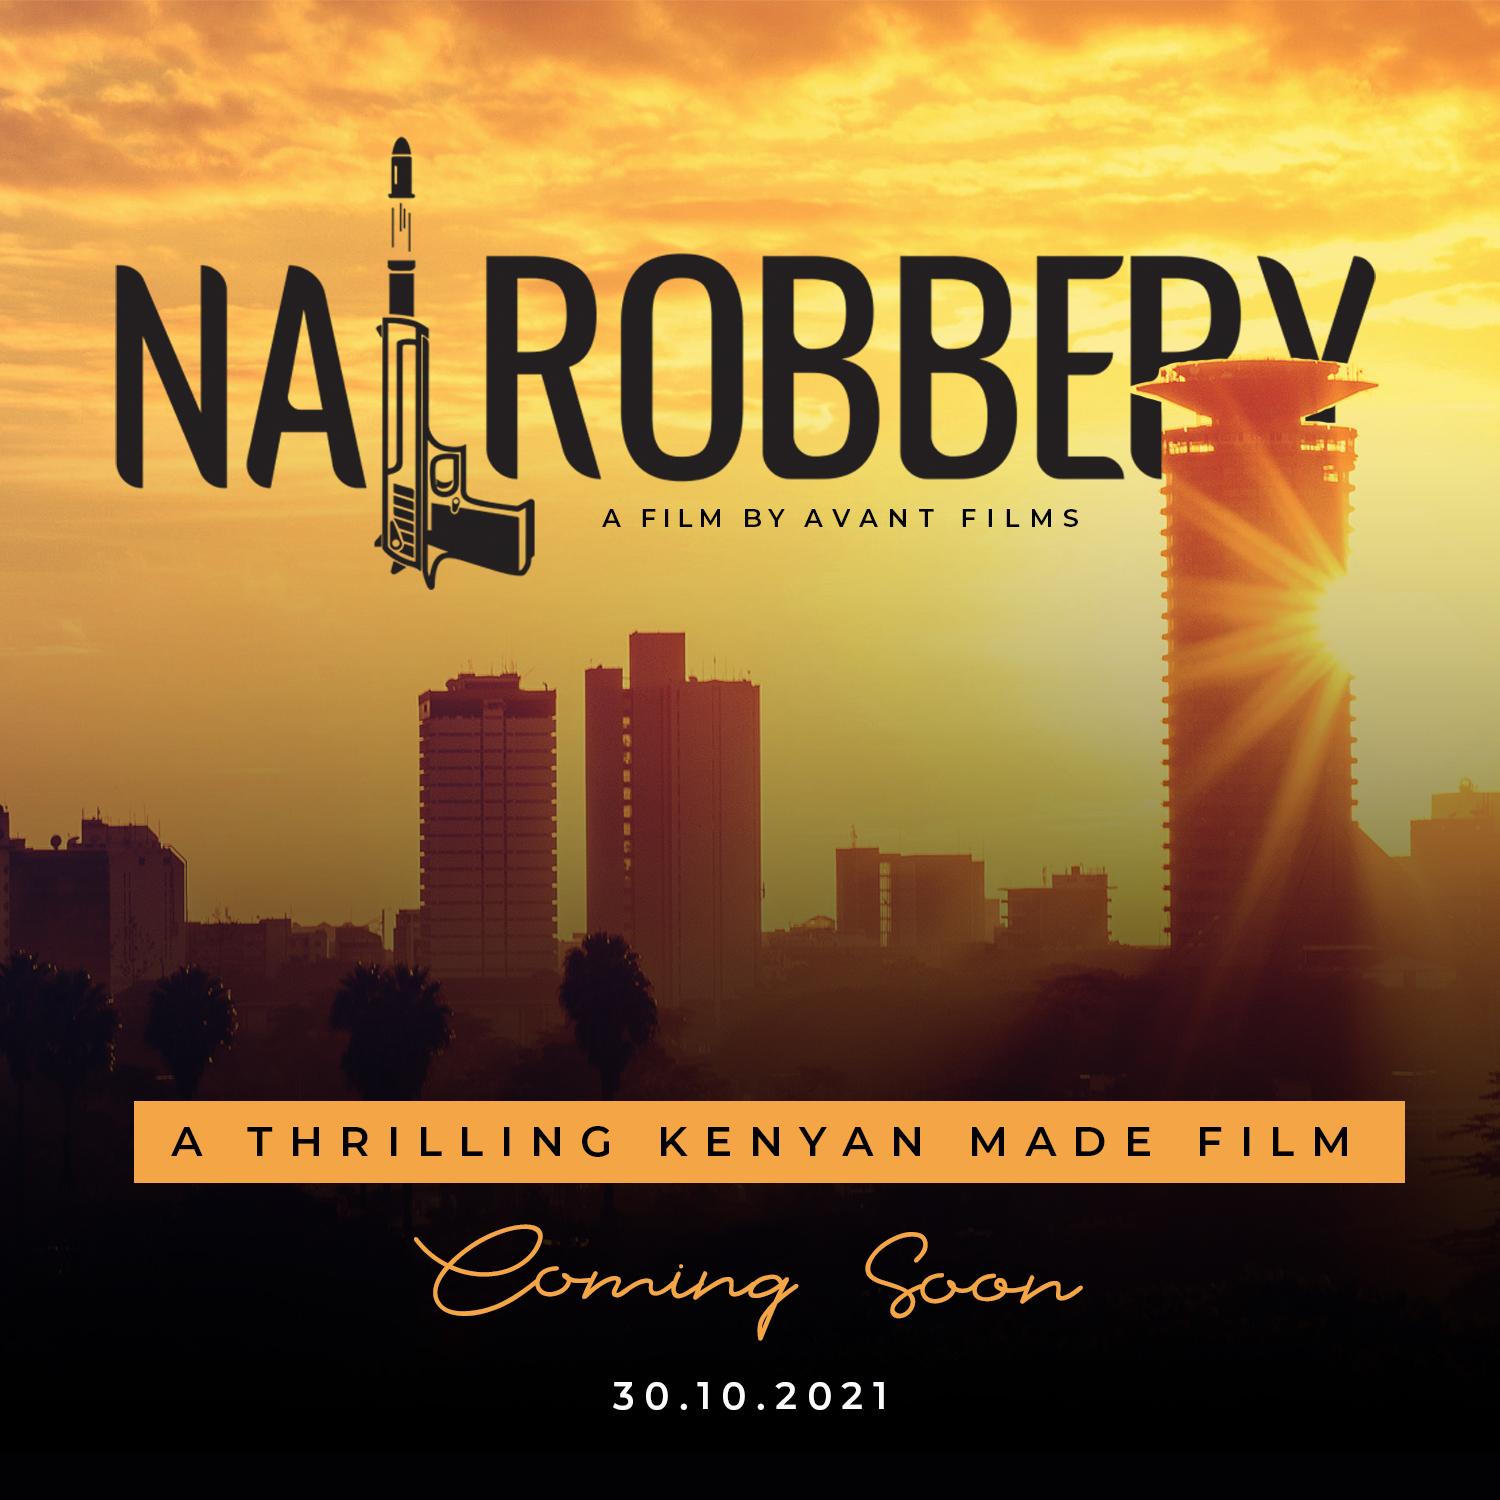 NAIROBBERY
A FILM BY AVANT FILMS
A THRILLING KENYAN MADE FILM
Coming Soon
30.10.2021